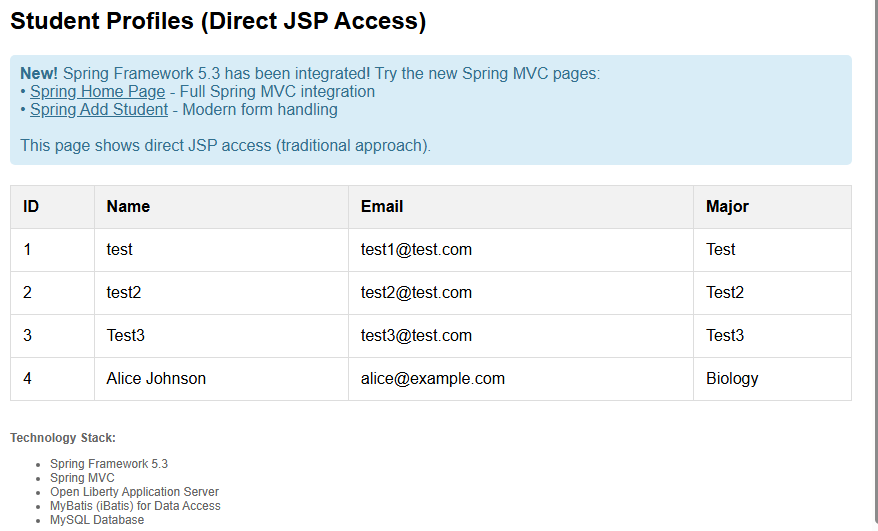 Student Profiles (Direct JSP Access)
New! Spring Framework 5.3 has been integrated! Try the new Spring MVC pages:
• Spring Home Page - Full Spring MVC integration
• Spring Add Student - Modern form handling
This page shows direct JSP access (traditional approach).
ID Name Email Major
1 test test1@test.com Test
2 test2 test2@test.com Test2
3 Test3 test3@test.com Test3
4 Alice Johnson alice@example.com Biology
Technology Stack:
• Spring Framework 5.3
• Spring MVC
• Open Liberty Application Server
• MyBatis (iBatis) for Data Access
• MySQL Database